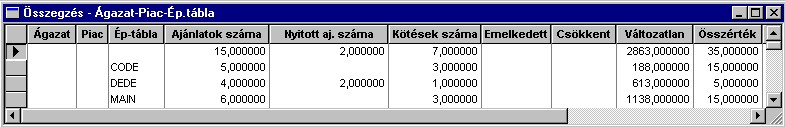 Összegzés - Ágazat-Piac-Ép.tábla
Ágazat Piac Ép-tábla Ajánlatok száma Nyitott aj. száma Kötések száma Emelkedett Csökkent Változatlan Összérték
15,000000 2,000000 7,000000 2863,000000 35,000000
CODE 5,000000 3,000000 188,000000 15,000000
DEDE 4,000000 2,000000 1,000000 613,000000 5,000000
MAIN 6,000000 3,000000 1138,000000 15,000000